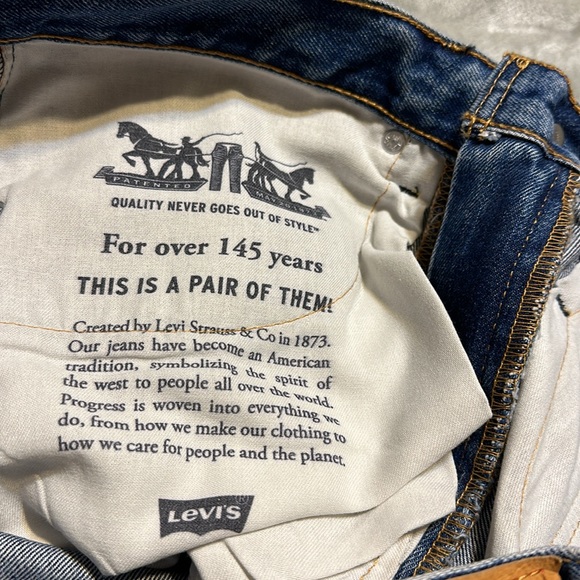 PATENTED MAY 20 1873
QUALITY NEVER GOES OUT OF STYLE™
For over 145 years
THIS IS A PAIR OF THEM!
Created by Levi Strauss & Co in 1873.
Our jeans have become an American
tradition, symbolizing the spirit of
the west to people all over the world.
Progress is woven into everything we
do, from how we make our clothing to
how we care for people and the planet.
LEVI'S®